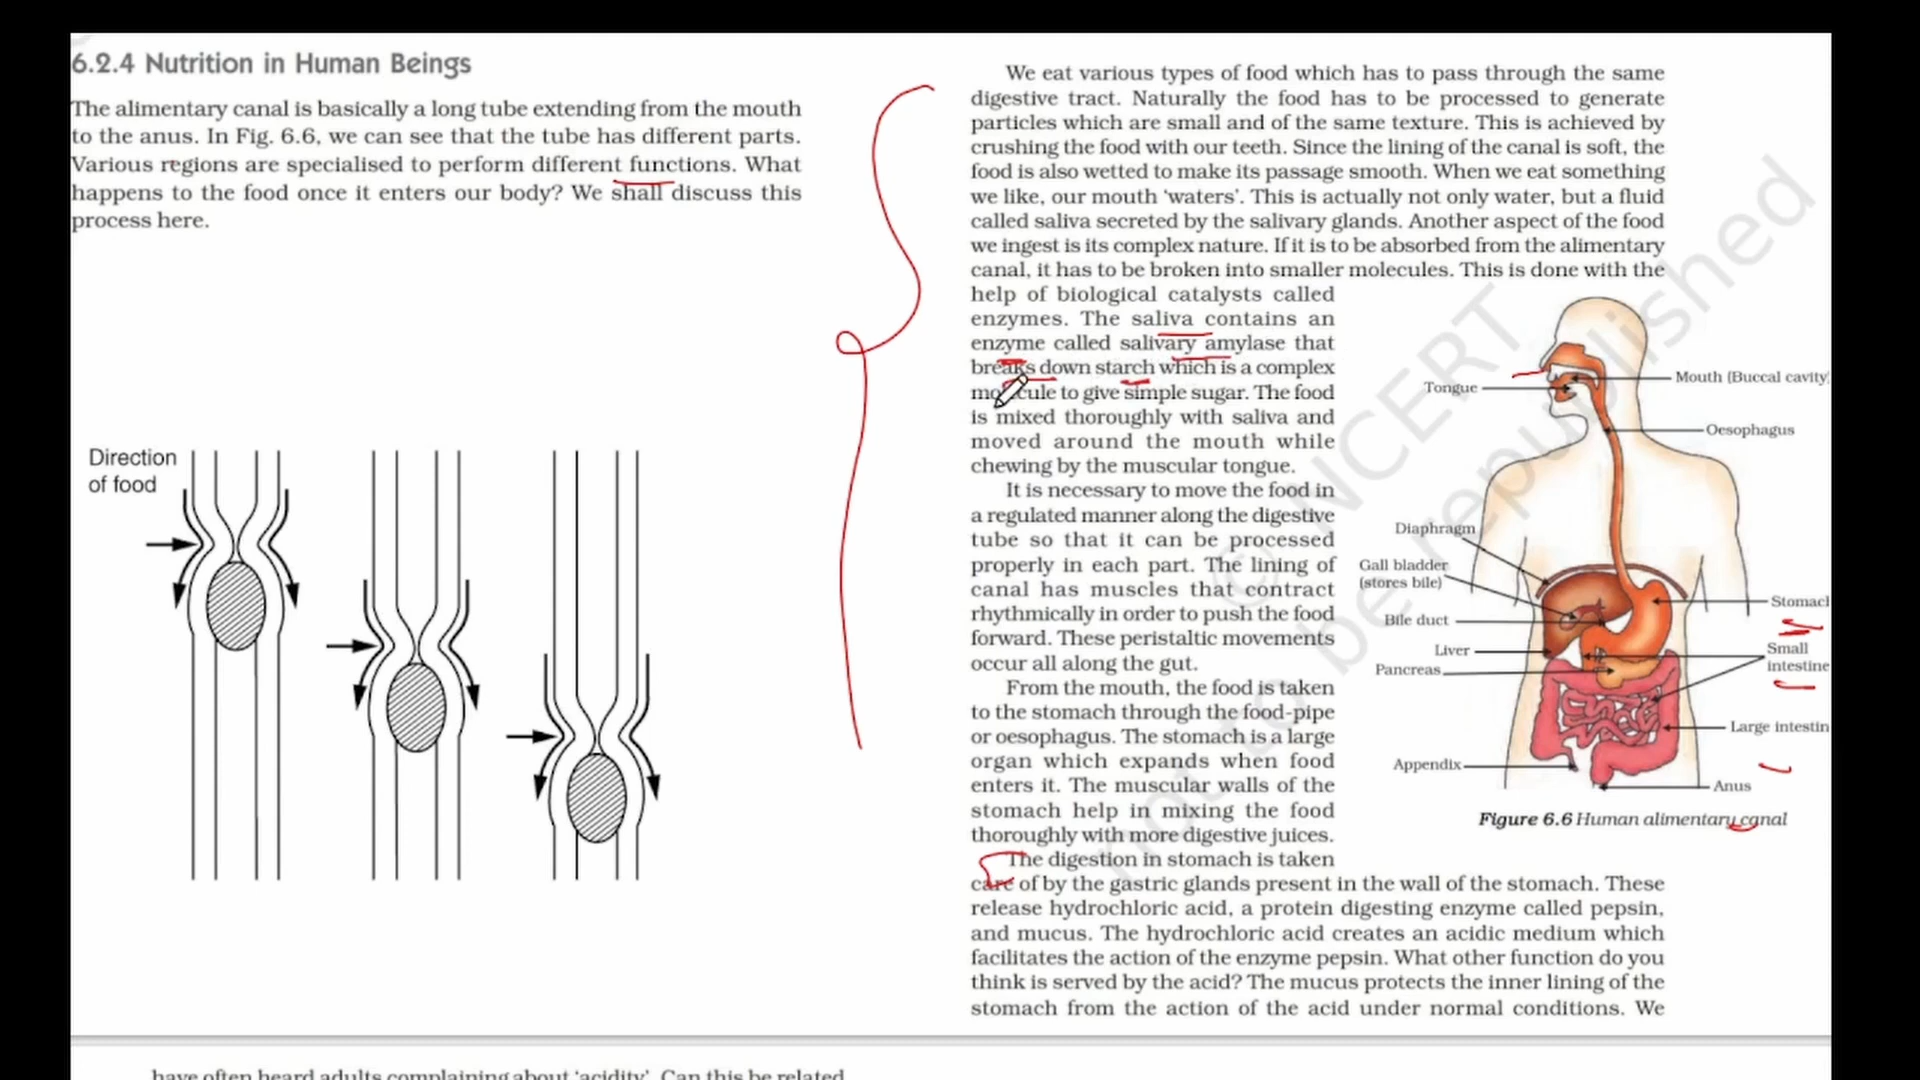 6.2.4 Nutrition in Human Beings
The alimentary canal is basically a long tube extending from the mouth
to the anus. In Fig. 6.6, we can see that the tube has different parts.
Various regions are specialised to perform different functions. What
happens to the food once it enters our body? We shall discuss this
process here.
Direction
of food
We eat various types of food which has to pass through the same
digestive tract. Naturally the food has to be processed to generate
particles which are small and of the same texture. This is achieved by
crushing the food with our teeth. Since the lining of the canal is soft, the
food is also wetted to make its passage smooth. When we eat something
we like, our mouth ‘waters’. This is actually not only water, but a fluid
called saliva secreted by the salivary glands. Another aspect of the food
we ingest is its complex nature. If it is to be absorbed from the alimentary
canal, it has to be broken into smaller molecules. This is done with the
help of biological catalysts called
enzymes. The saliva contains an
enzyme called salivary amylase that
breaks down starch which is a complex
molecule to give simple sugar. The food
is mixed thoroughly with saliva and
moved around the mouth while
chewing by the muscular tongue.
It is necessary to move the food in
a regulated manner along the digestive
tube so that it can be processed
properly in each part. The lining of
canal has muscles that contract
rhythmically in order to push the food
forward. These peristaltic movements
occur all along the gut.
From the mouth, the food is taken
to the stomach through the food-pipe
or oesophagus. The stomach is a large
organ which expands when food
enters it. The muscular walls of the
stomach help in mixing the food
thoroughly with more digestive juices.
The digestion in stomach is taken
care of by the gastric glands present in the wall of the stomach. These
release hydrochloric acid, a protein digesting enzyme called pepsin,
and mucus. The hydrochloric acid creates an acidic medium which
facilitates the action of the enzyme pepsin. What other function do you
think is served by the acid? The mucus protects the inner lining of the
stomach from the action of the acid under normal conditions. We
Tongue
Mouth (Buccal cavity
Oesophagus
Diaphragm
Gall bladder
(stores bile)
Bile duct
Liver
Pancreas
Appendix
Stomacl
Small
intestine
Large intestin
Anus
Figure 6.6 Human alimentary canal
© NCERT
not to be republished
have often heard adults complaining about ‘acidity’. Can this be related